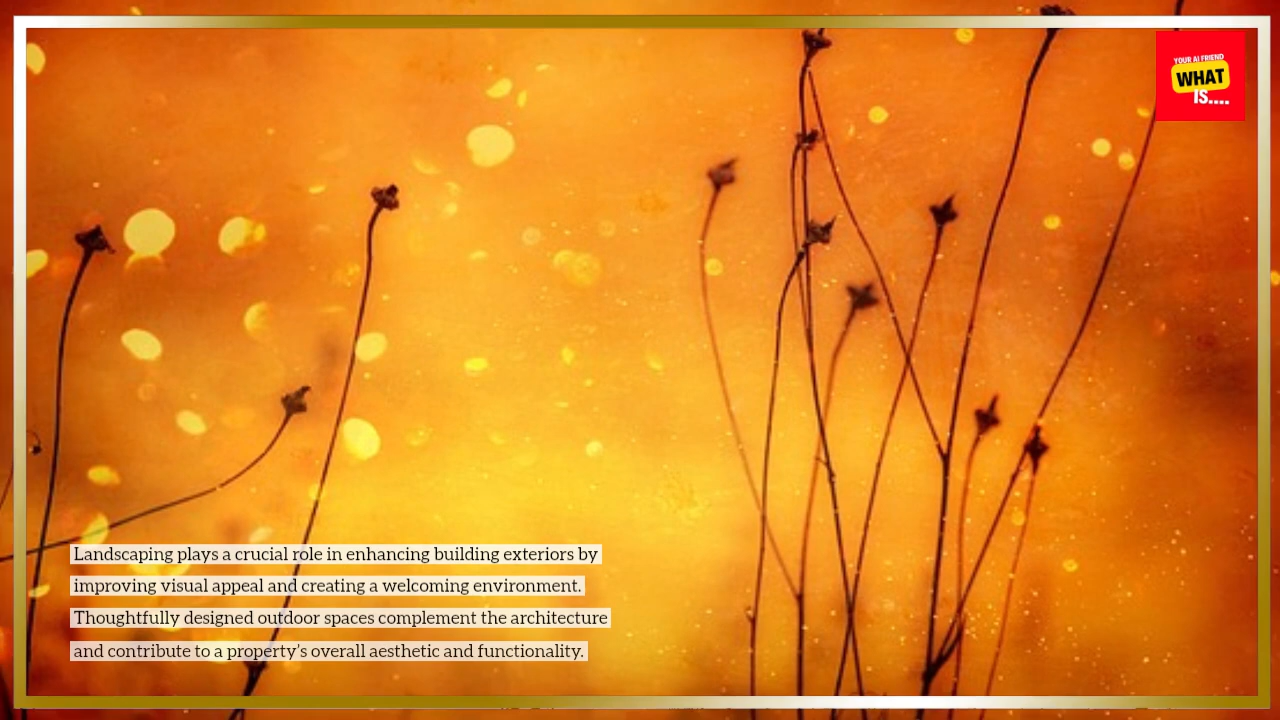 YOUR AI FRIEND
WHAT
IS....
Landscaping plays a crucial role in enhancing building exteriors by
improving visual appeal and creating a welcoming environment.
Thoughtfully designed outdoor spaces complement the architecture
and contribute to a property's overall aesthetic and functionality.